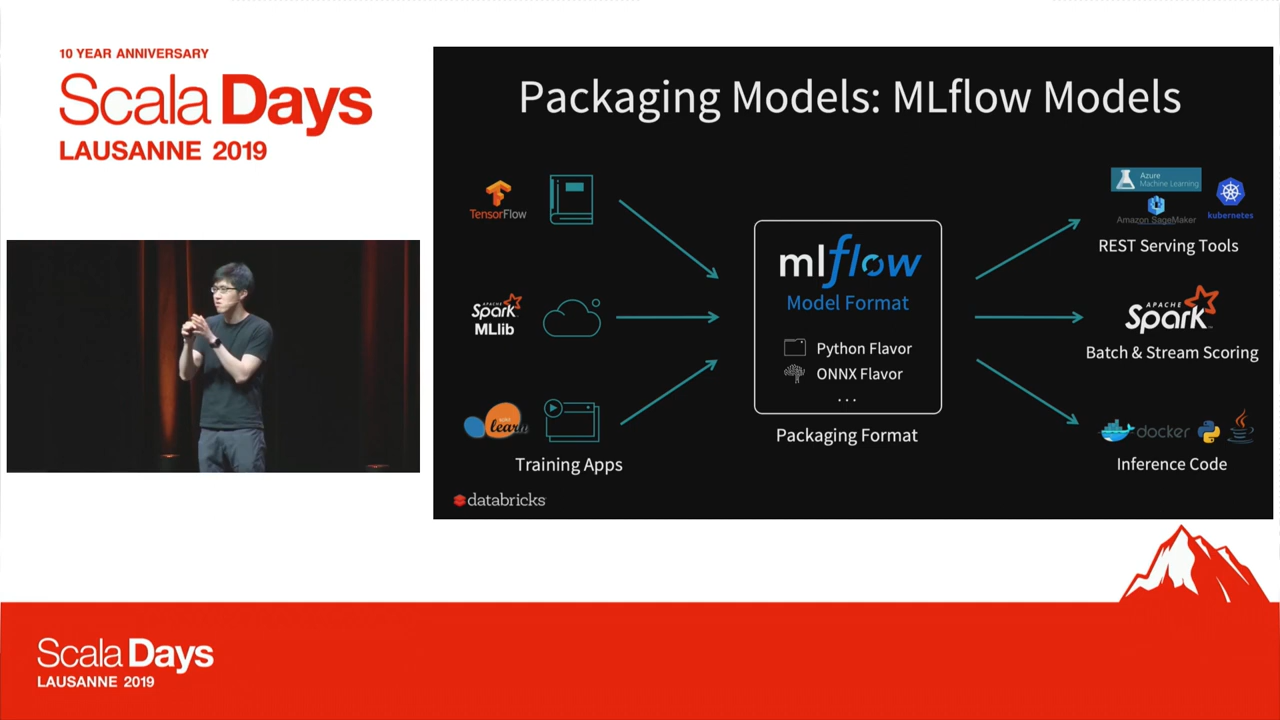 10 YEAR ANNIVERSARY
Scala Days
LAUSANNE 2019
Packaging Models: MLflow Models
TensorFlow
APACHE
Spark
MLlib
learn
Training Apps
mlflow
Model Format
Python Flavor
ONNX Flavor
...
Packaging Format
Azure
Machine Learning
Amazon SageMaker
kubernetes
REST Serving Tools
APACHE
Spark
Batch & Stream Scoring
docker
Inference Code
databricks
Scala Days
LAUSANNE 2019